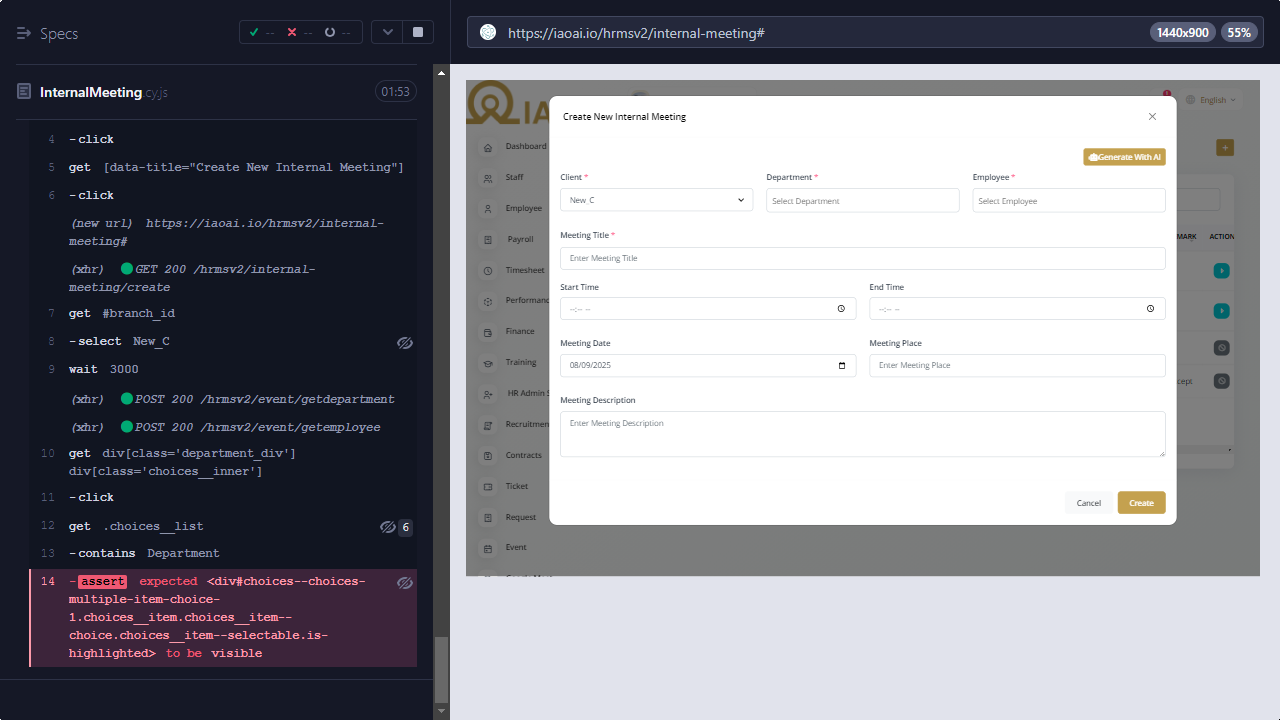 Specs
-- -- --
InternalMeeting.cy.js
01:53
4 -click
5 get [data-title="Create New Internal Meeting"]
6 -click
(new url) https://iaoai.io/hrmsv2/internal-
meeting#
(xhr) GET 200 /hrmsv2/internal-
meeting/create
7 get #branch_id
8 -select New_C
9 wait 3000
(xhr) POST 200 /hrmsv2/event/getdepartment
(xhr) POST 200 /hrmsv2/event/getemployee
10 get div[class='department_div']
div[class='choices__inner']
11 -click
12 get .choices__list 6
13 -contains Department
14 -assert expected <div#choices--choices-
multiple-item-choice-
1.choices__item.choices__item--
choice.choices__item--selectable.is-
highlighted> to be visible
https://iaoai.io/hrmsv2/internal-meeting#
1440x900 55%
IA
English
Dashboard
Staff
Employee
Payroll
Timesheet
Performanc
Finance
Training
HR Admin S
Recruitmen
Contracts
Ticket
Request
Event
MARK ACTION
cept
Create New Internal Meeting
Generate With AI
Client * Department * Employee *
New_C Select Department Select Employee
Meeting Title *
Enter Meeting Title
Start Time End Time
--:-- -- --:-- --
Meeting Date Meeting Place
08/09/2025 Enter Meeting Place
Meeting Description
Enter Meeting Description
Cancel Create